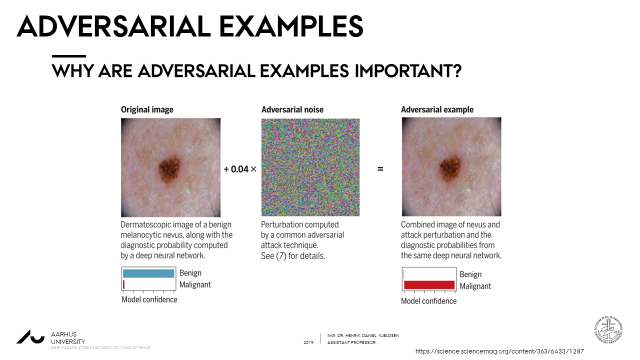 ADVERSARIAL EXAMPLES
WHY ARE ADVERSARIAL EXAMPLES IMPORTANT?
Original image
Adversarial noise
Adversarial example
+ 0.04 ×
=
Dermatoscopic image of a benign
melanocytic nevus, along with the
diagnostic probability computed
by a deep neural network.
Perturbation computed
by a common adversarial
attack technique.
See (7) for details.
Combined image of nevus and
attack perturbation and the
diagnostic probabilities from
the same deep neural network.
Benign
Malignant
Model confidence
Benign
Malignant
Model confidence
AARHUS
UNIVERSITY
2019
ASSISTANT PROFESSOR
https://science.sciencemag.org/content/363/6433/1287